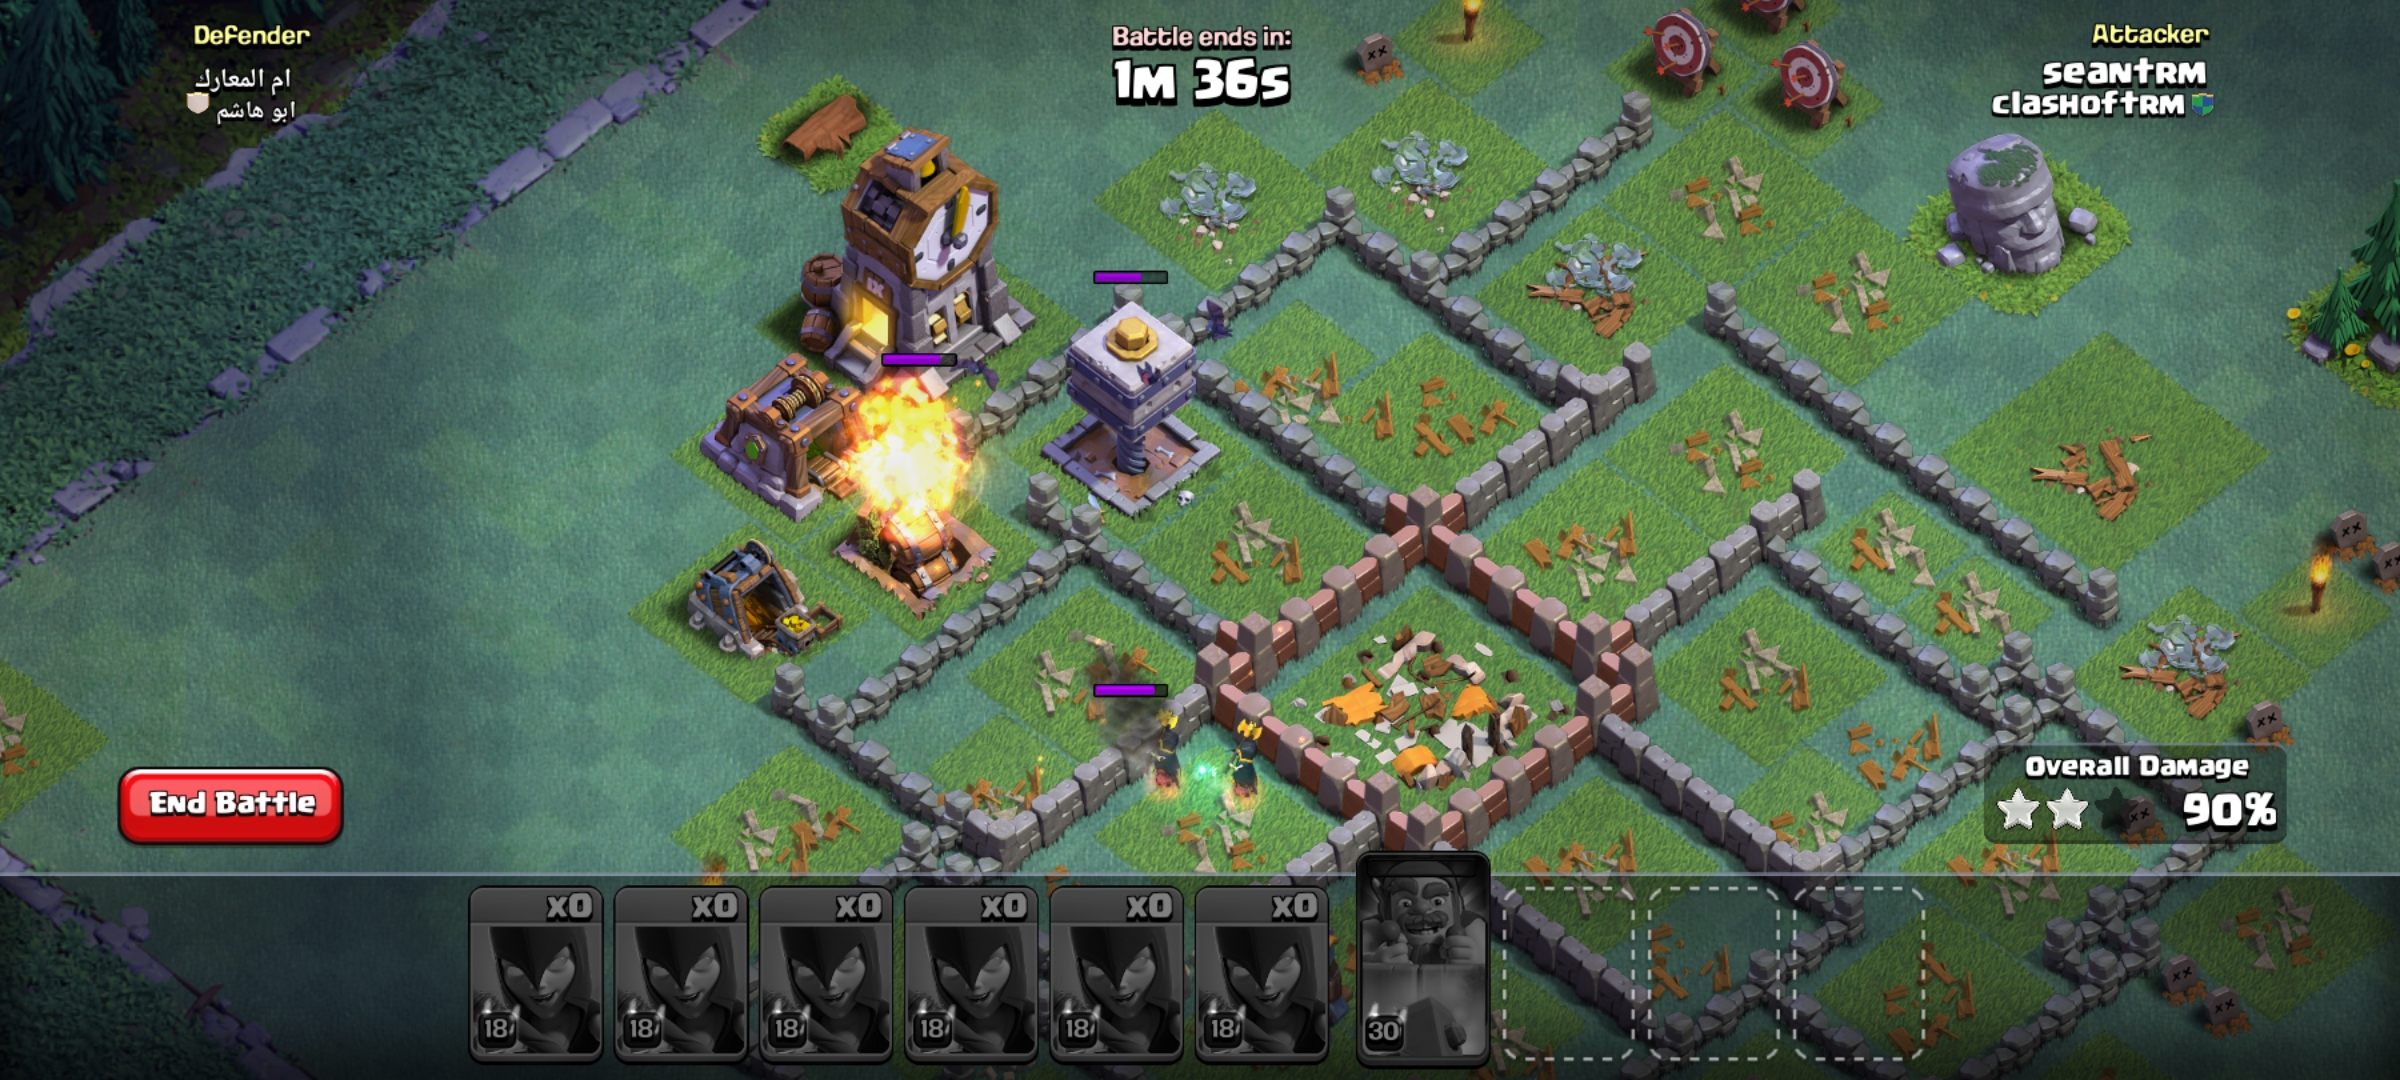 Defender
ام المعارك
ابو هاشم
Battle ends in:
1M 36s
Attacker
seantRM
clashoftRM
End Battle
Overall Damage
90%
x0 x0 x0 x0 x0 x0
18 18 18 18 18 18 30